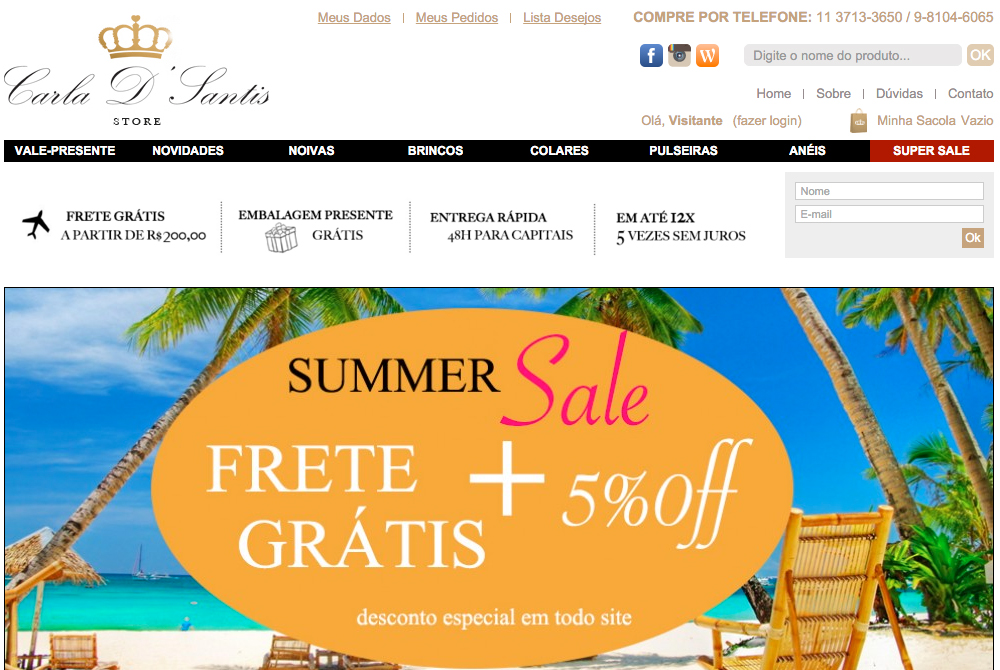 Meus Dados | Meus Pedidos | Lista Desejos
COMPRE POR TELEFONE: 11 3713-3650 / 9-8104-6065
Carla D'Santis
STORE
Digite o nome do produto... OK
Home | Sobre | Dúvidas | Contato
Olá, Visitante (fazer login) Minha Sacola Vazio
VALE-PRESENTE NOVIDADES NOIVAS BRINCOS COLARES PULSEIRAS ANÉIS SUPER SALE
FRETE GRÁTIS
A PARTIR DE R$200,00
EMBALAGEM PRESENTE
GRÁTIS
ENTREGA RÁPIDA
48H PARA CAPITAIS
EM ATÉ 12X
5 VEZES SEM JUROS
Nome
E-mail
Ok
SUMMER Sale
FRETE
GRÁTIS
+ 5%Off
desconto especial em todo site